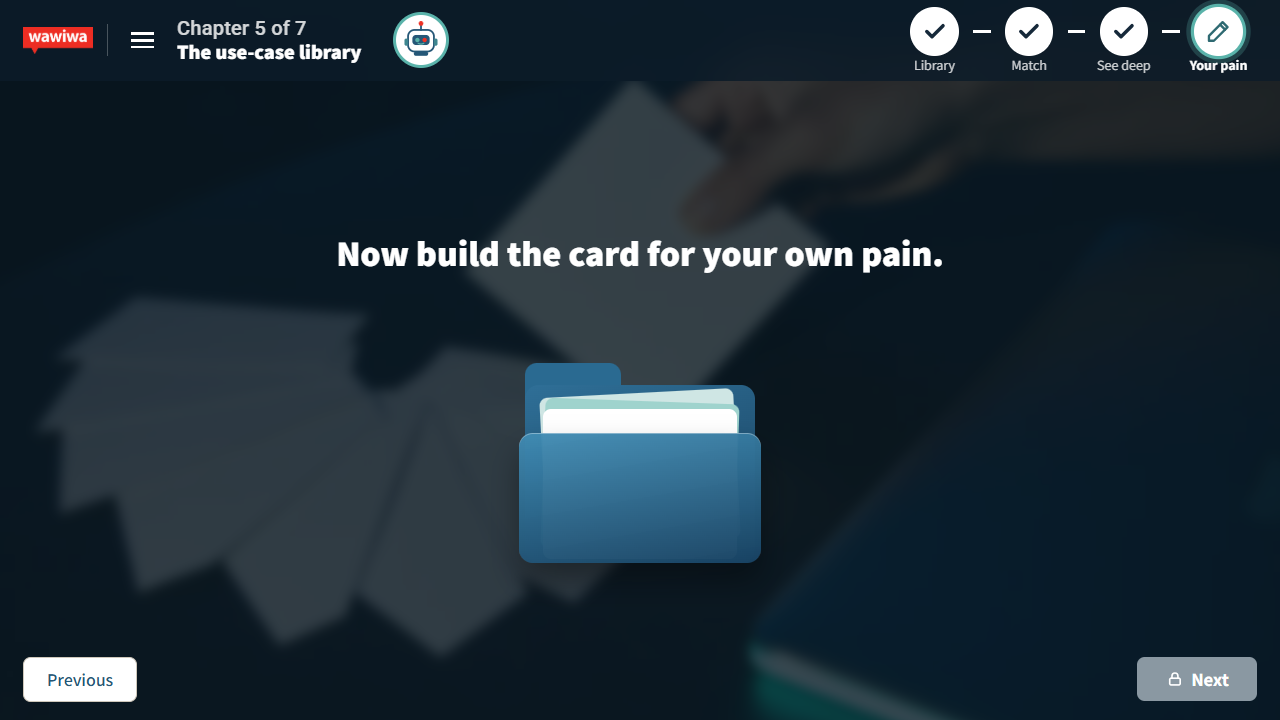 wawiwa
Chapter 5 of 7
The use-case library
Library
Match
See deep
Your pain
Now build the card for your own pain.
Previous
Next